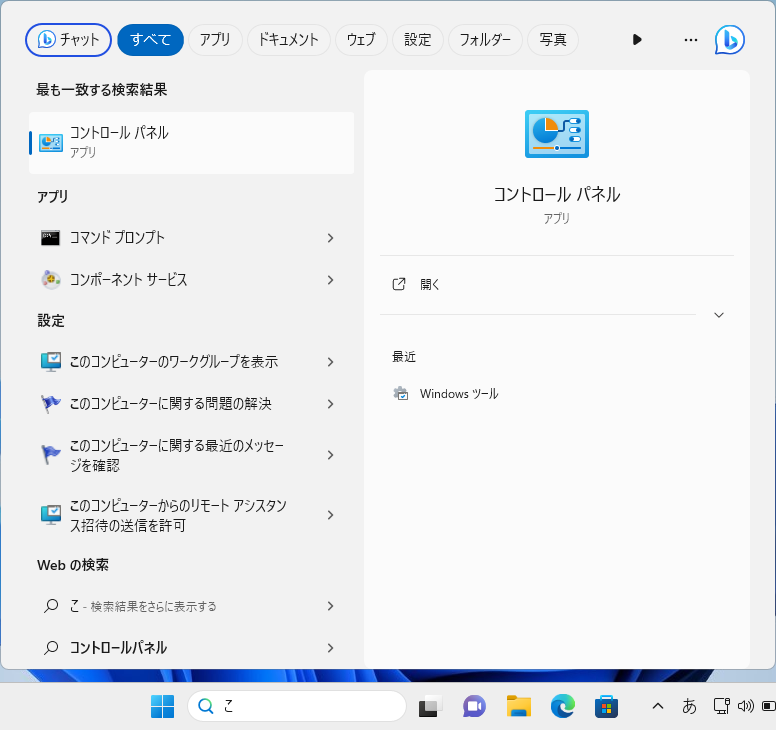 チャット すべて アプリ ドキュメント ウェブ 設定 フォルダー 写真
最も一致する検索結果
コントロール パネル
アプリ
アプリ
コマンド プロンプト
コンポーネント サービス
設定
このコンピューターのワークグループを表示
このコンピューターに関する問題の解決
このコンピューターに関する最近のメッセー
ジを確認
このコンピューターからのリモート アシスタン
ス招待の送信を許可
Web の検索
こ - 検索結果をさらに表示する
コントロールパネル
コントロール パネル
アプリ
開く
最近
Windows ツール
こ
あ